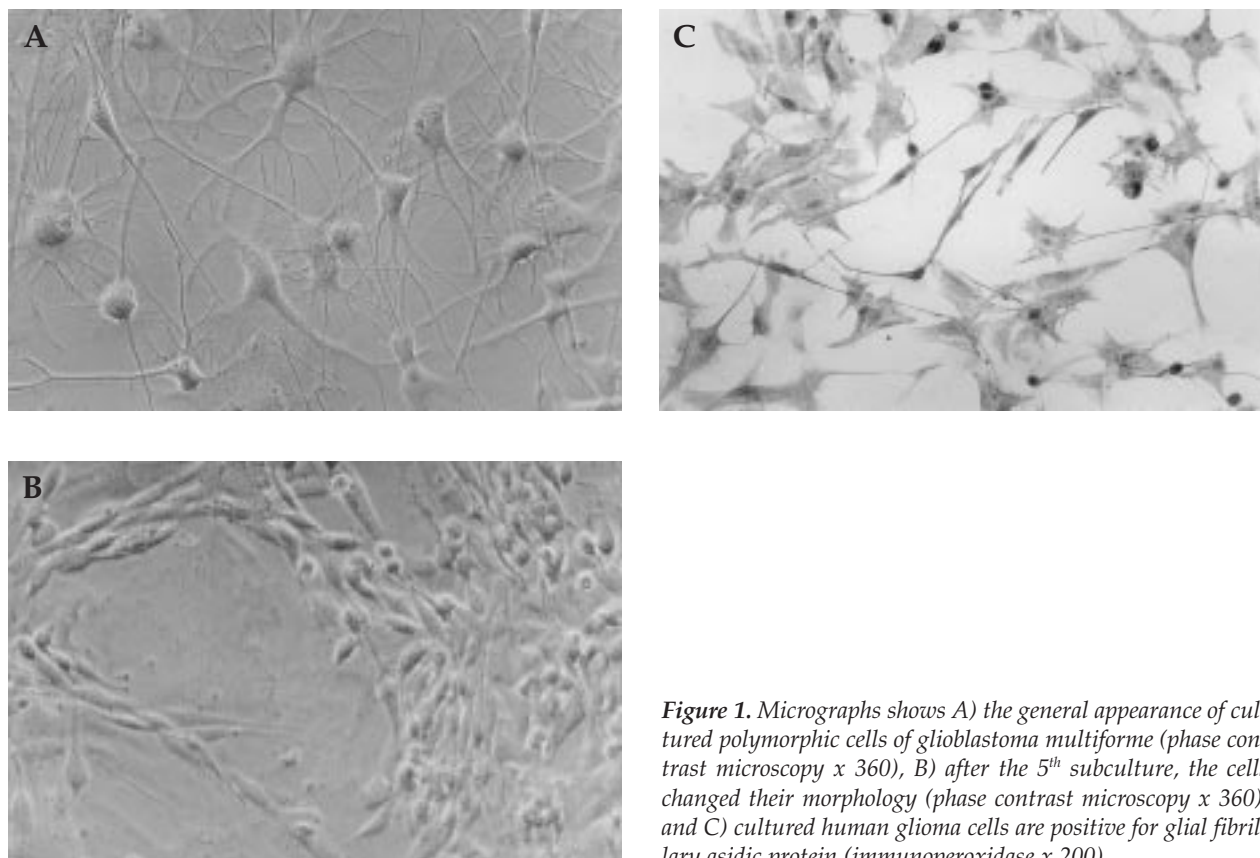 A
C
B
Figure 1. Micrographs shows A) the general appearance of cul
tured polymorphic cells of glioblastoma multiforme (phase con
trast microscopy x 360), B) after the 5th subculture, the cell
changed their morphology (phase contrast microscopy x 360)
and C) cultured human glioma cells are positive for glial fibril
lary asidic protein (immunoperoxidase x 200)